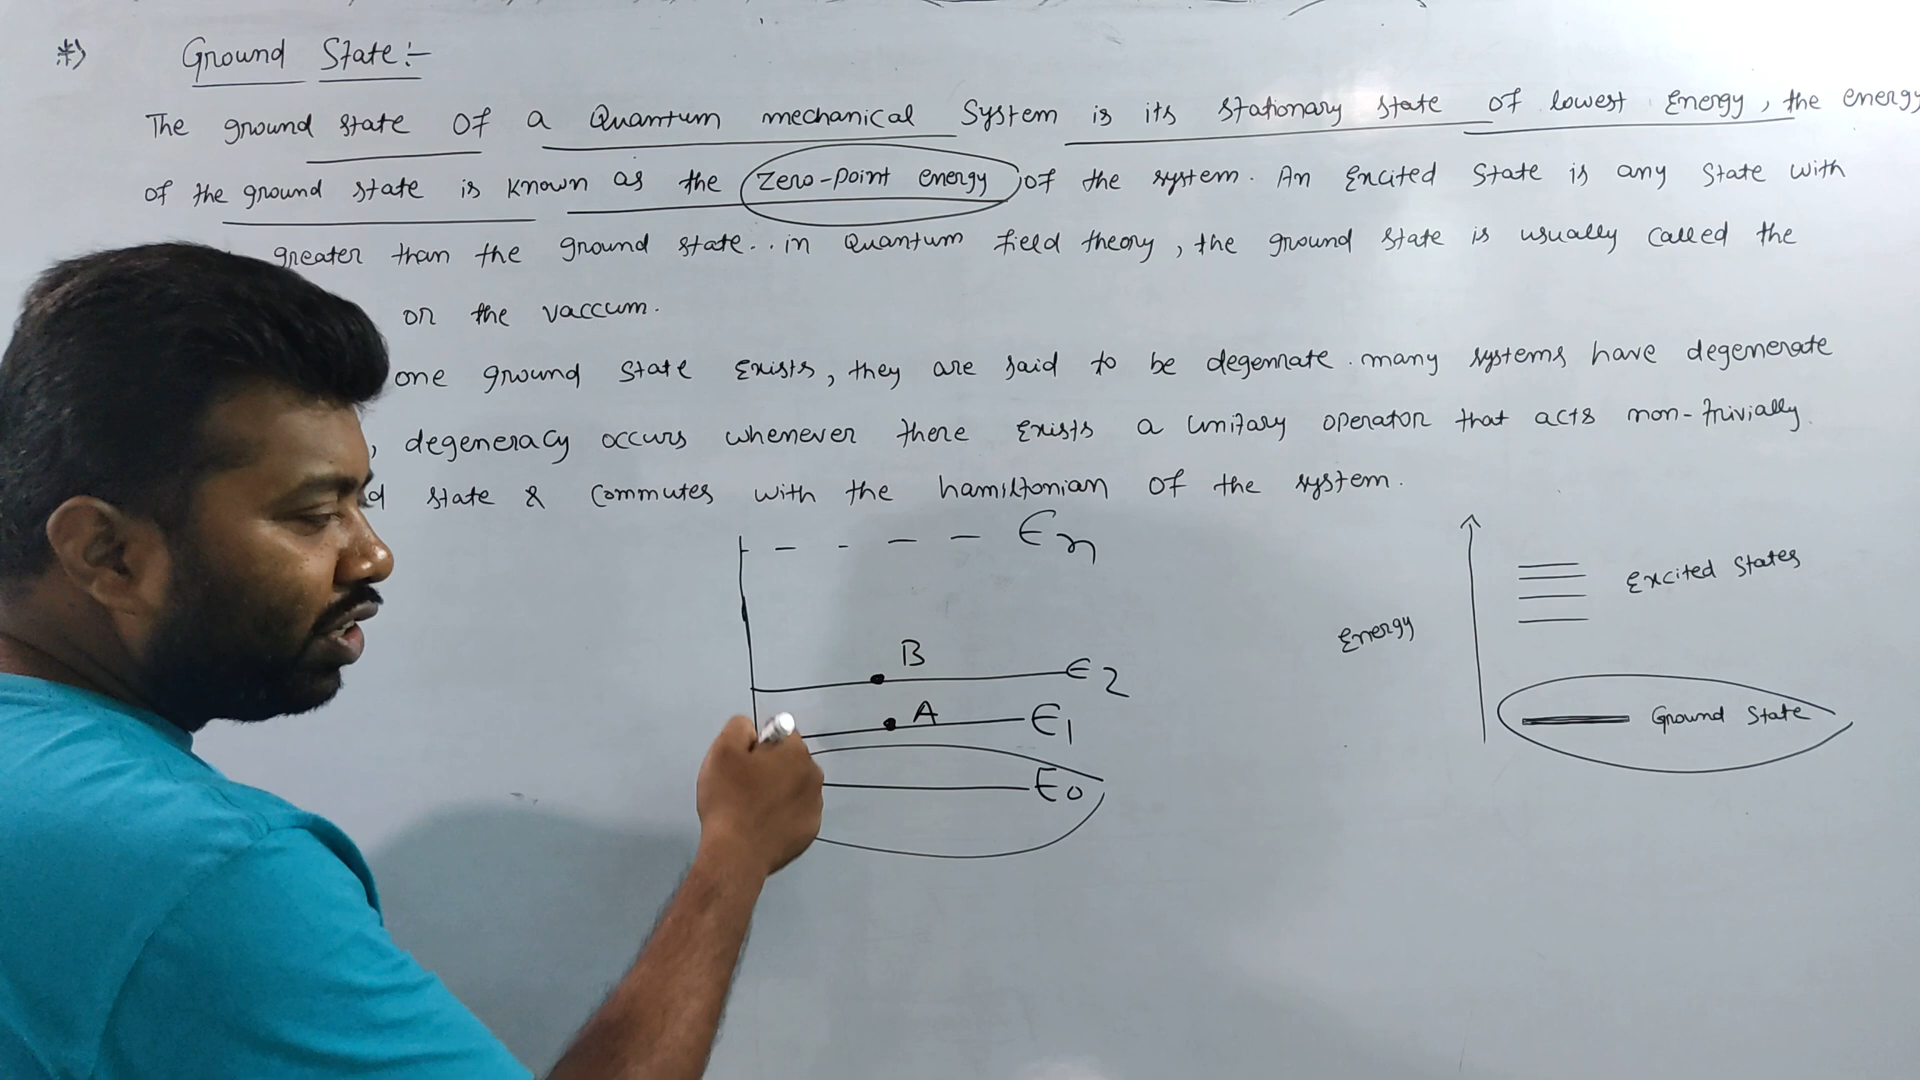 *) Ground State :-
The ground state of a Quantum mechanical System is its stationary state of lowest Energy, the energy
of the ground state is known as the zero-point energy of the system. An Excited State is any State with
greater than the ground state.. in Quantum field theory, the ground state is usually called the
or the vaccum.
one ground state Exists, they are said to be degenrate. many systems have degenerate
, degeneracy occurs whenever there Exists a unitary operator that acts non-trivially.
state & Commutes with the hamiltonian of the system.
En
B
E2
A
E1
E0
Energy
Excited States
Ground State